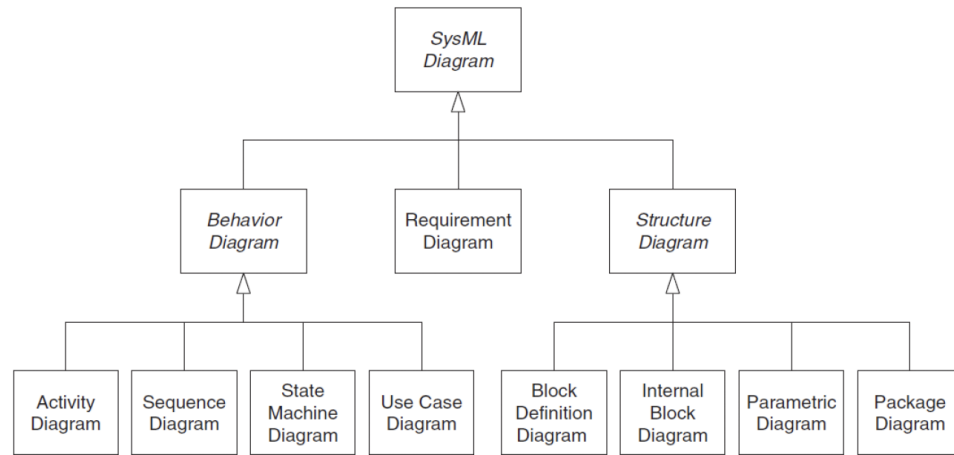 SysML
Diagram
Behavior
Diagram
Requirement
Diagram
Structure
Diagram
Activity
Diagram
Sequence
Diagram
State
Machine
Diagram
Use Case
Diagram
Block
Definition
Diagram
Internal
Block
Diagram
Parametric
Diagram
Package
Diagram